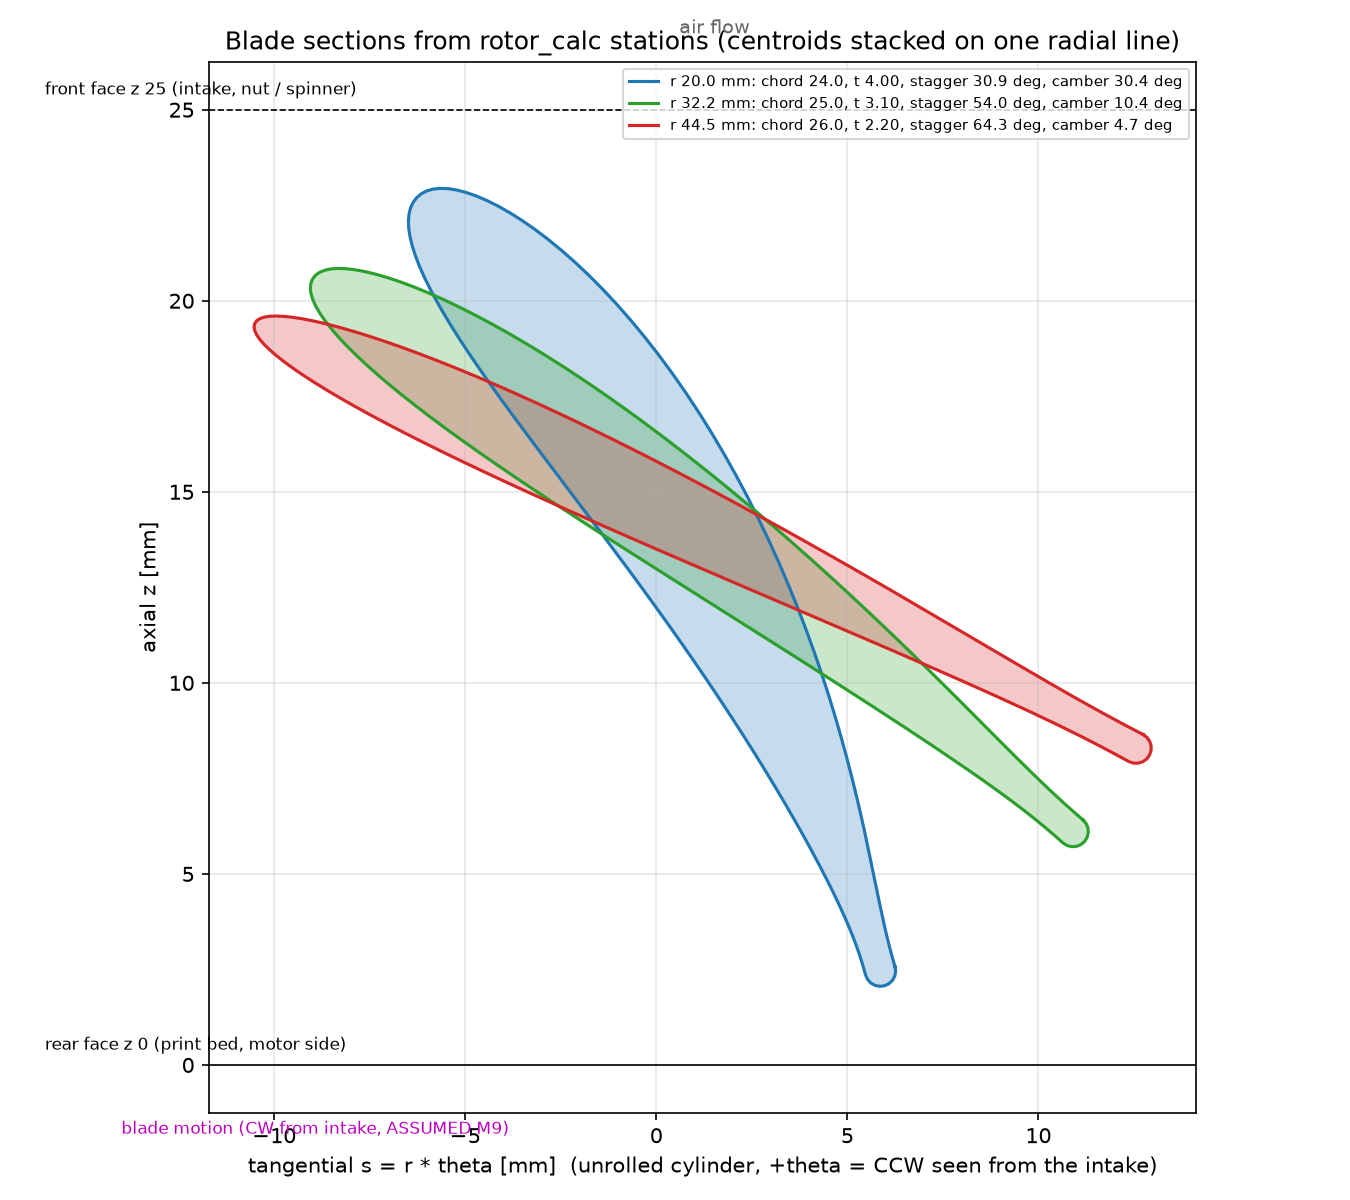 air flow
Blade sections from rotor_calc stations (centroids stacked on one radial line)
front face z 25 (intake, nut / spinner)
r 20.0 mm: chord 24.0, t 4.00, stagger 30.9 deg, camber 30.4 deg
r 32.2 mm: chord 25.0, t 3.10, stagger 54.0 deg, camber 10.4 deg
r 44.5 mm: chord 26.0, t 2.20, stagger 64.3 deg, camber 4.7 deg
25
20
15
10
5
0
axial z [mm]
rear face z 0 (print bed, motor side)
blade motion (CW from intake, ASSUMED M9)
−10 −5 0 5 10
tangential s = r * theta [mm] (unrolled cylinder, +theta = CCW seen from the intake)